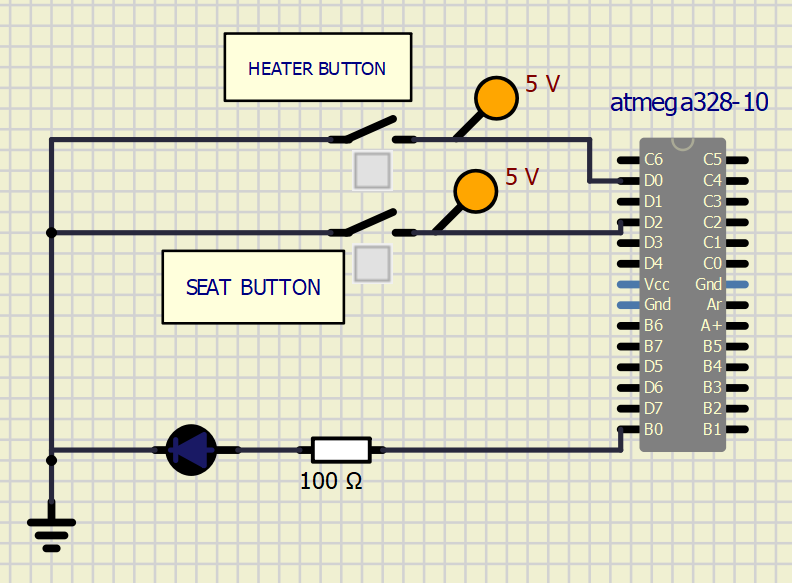 HEATER BUTTON
5 V
atmega328-10
5 V
SEAT BUTTON
C6 C5
D0 C4
D1 C3
D2 C2
D3 C1
D4 C0
Vcc Gnd
Gnd Ar
B6 A+
B7 B5
D5 B4
D6 B3
D7 B2
B0 B1
100 Ω